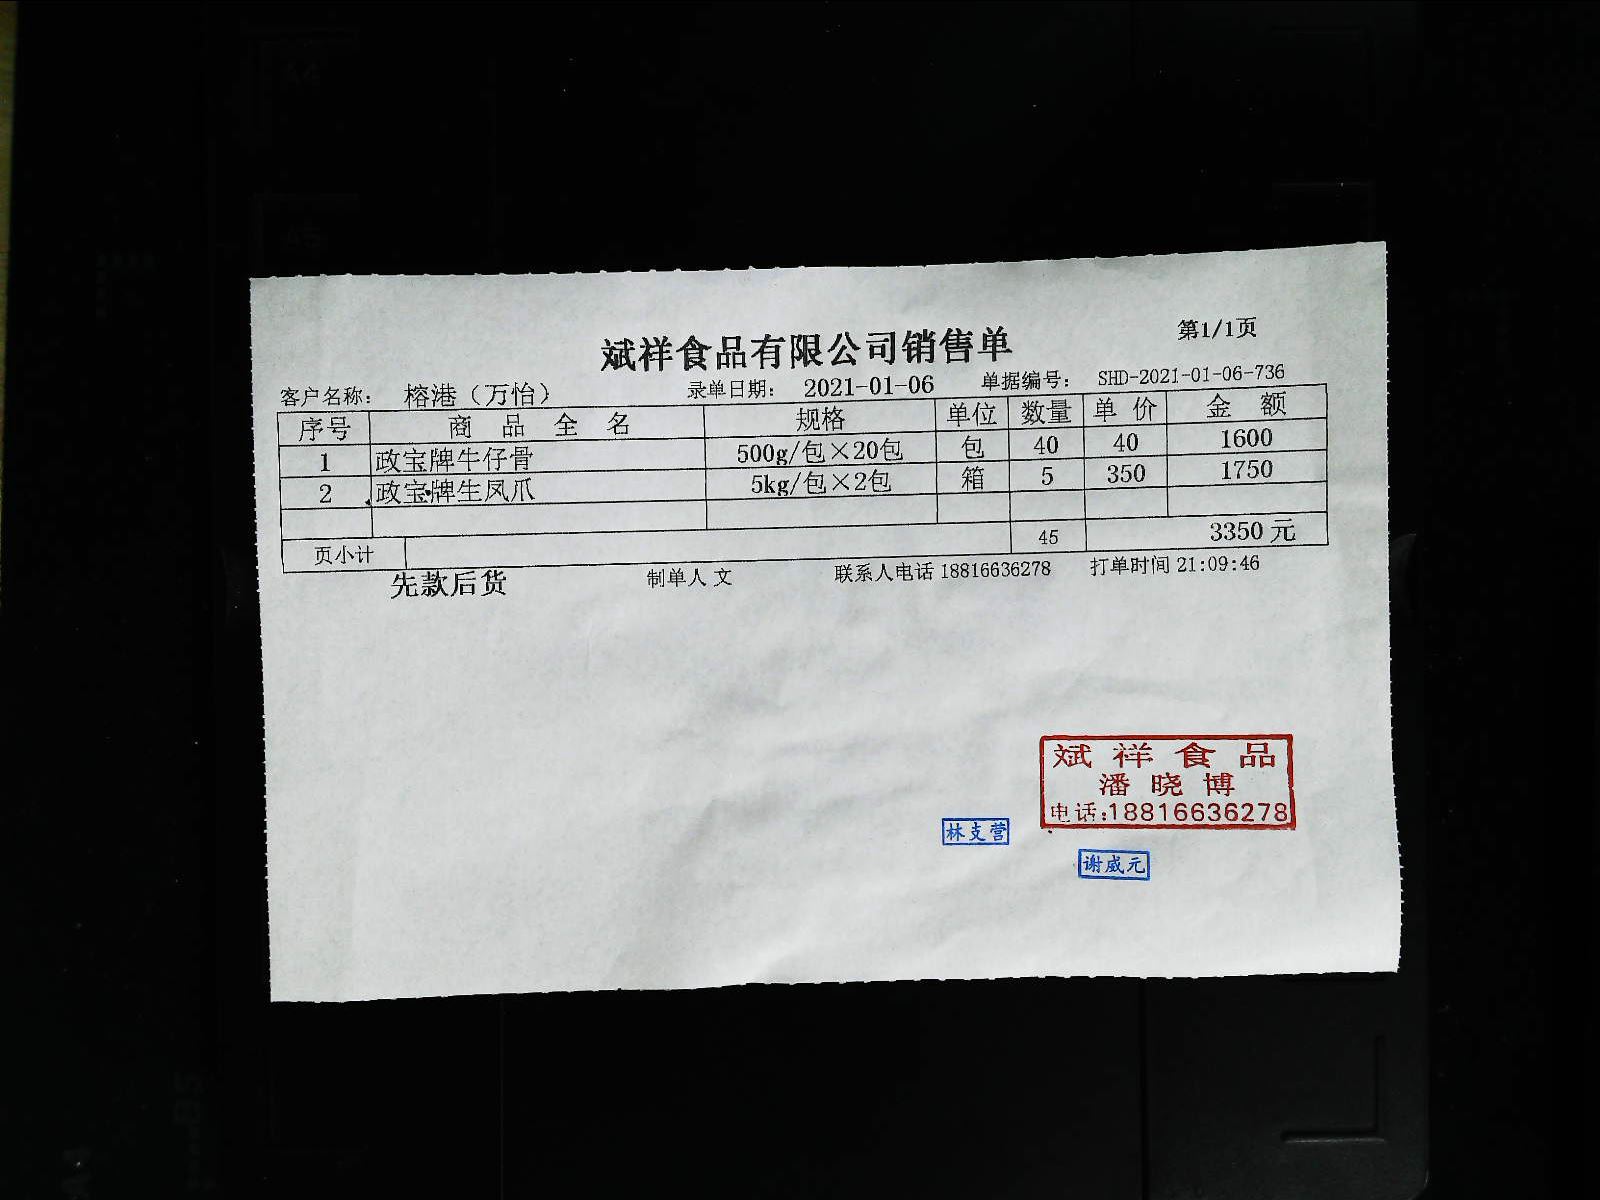 第1/1页
斌祥食品有限公司销售单
客户名称： 榕港（万怡） 录单日期： 2021-01-06 单据编号： SHD-2021-01-06-736
序号 商品全名 规格 单位 数量 单价 金额
1 政宝牌牛仔骨 500g/包×20包 包 40 40 1600
2 政宝牌生凤爪 5kg/包×2包 箱 5 350 1750
页小计 45 3350 元
先款后货 制单人 文 联系人电话 18816636278 打单时间 21:09:46
斌祥食品
潘晓博
电话:18816636278
林支营
谢威元